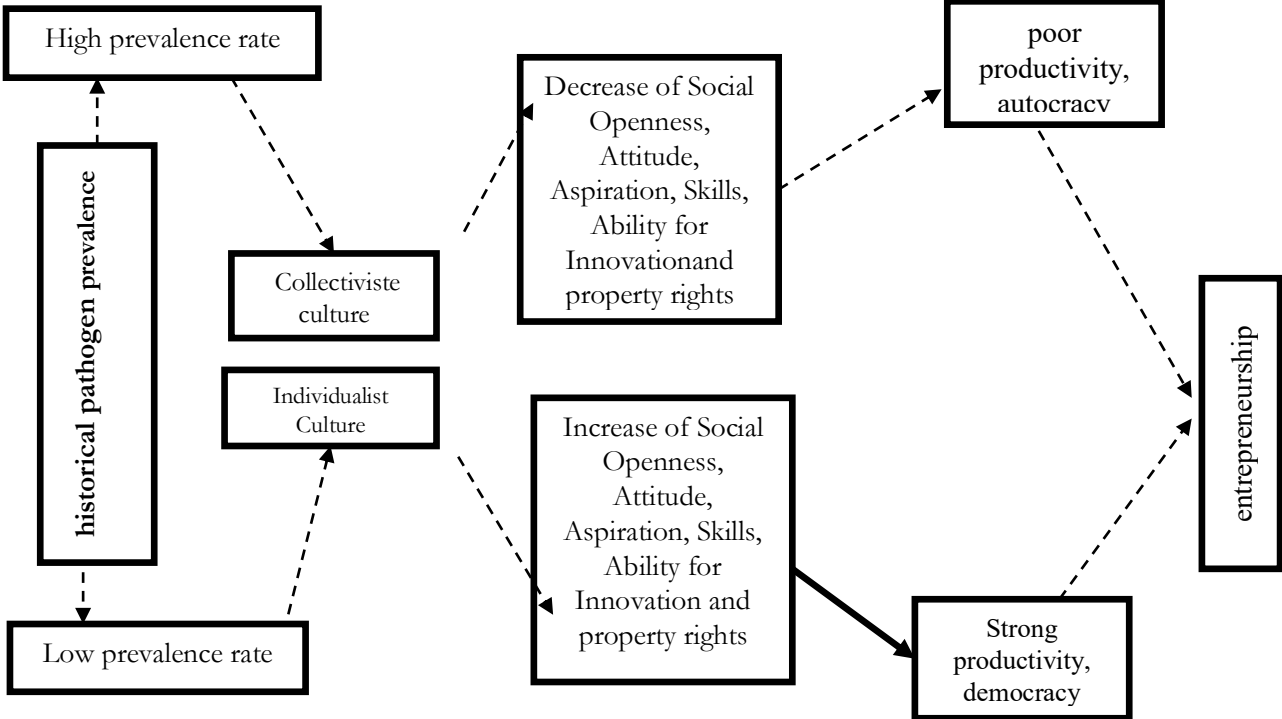 High prevalence rate
historical pathogen prevalence
Low prevalence rate
Collectiviste
culture
Individualist
Culture
Decrease of Social
Openness,
Attitude,
Aspiration, Skills,
Ability for
Innovationand
property rights
Increase of Social
Openness,
Attitude,
Aspiration, Skills,
Ability for
Innovation and
property rights
poor
productivity,
autocracy
Strong
productivity,
democracy
entrepreneurship